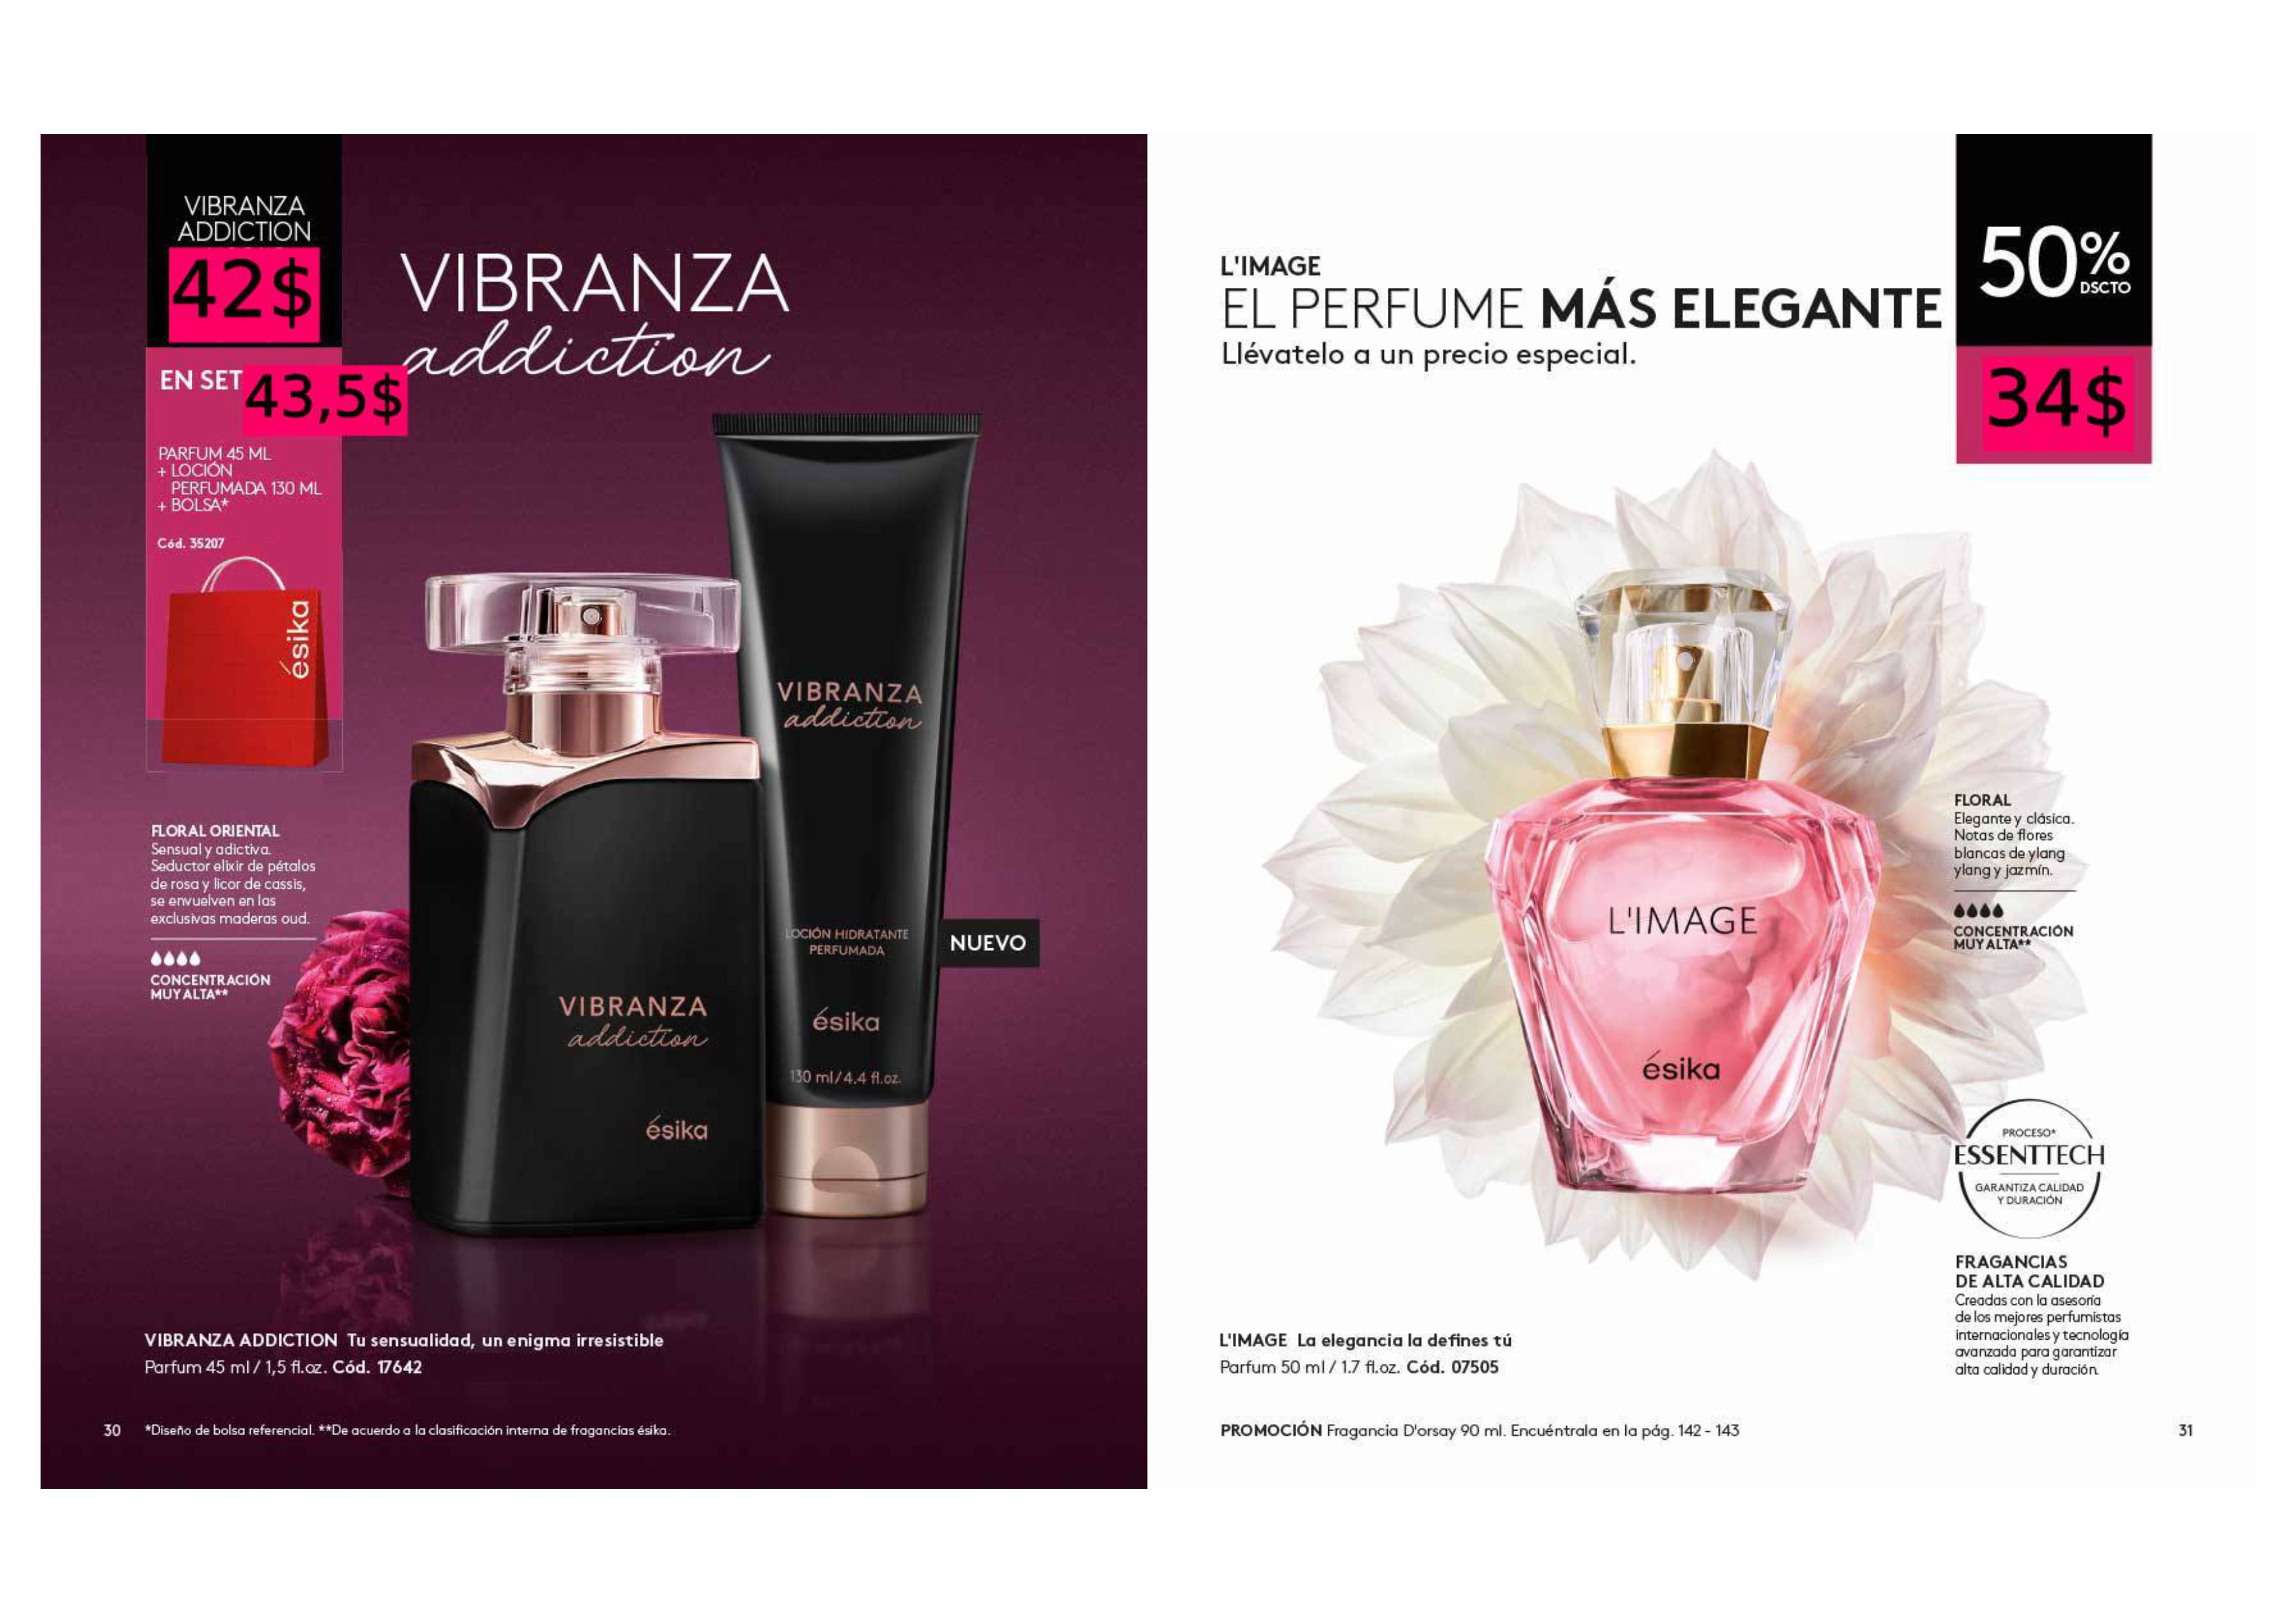 VIBRANZA
ADDICTION
42$
EN SET 43,5$
PARFUM 45 ML
+ LOCIÓN
PERFUMADA 130 ML
+ BOLSA*
Cód. 35207
ésika
FLORAL ORIENTAL
Sensual y adictiva.
Seductor elixir de pétalos
de rosa y licor de cassis,
se envuelven en las
exclusivas maderas oud.
CONCENTRACIÓN
MUY ALTA**
VIBRANZA
addiction
VIBRANZA
addiction
LOCIÓN HIDRATANTE
PERFUMADA
ésika
130 ml/4.4 fl.oz.
NUEVO
VIBRANZA
addiction
ésika
VIBRANZA ADDICTION Tu sensualidad, un enigma irresistible
Parfum 45 ml / 1,5 fl.oz. Cód. 17642
30 *Diseño de bolsa referencial. **De acuerdo a la clasificación interna de fragancias ésika.
L'IMAGE
EL PERFUME MÁS ELEGANTE
Llévatelo a un precio especial.
50%
DSCTO
34$
L'IMAGE
ésika
FLORAL
Elegante y clásica.
Notas de flores
blancas de ylang
ylang y jazmín.
CONCENTRACIÓN
MUY ALTA**
PROCESO*
ESSENTTECH
GARANTIZA CALIDAD
Y DURACIÓN
FRAGANCIAS
DE ALTA CALIDAD
Creadas con la asesoría
de los mejores perfumistas
internacionales y tecnología
avanzada para garantizar
alta calidad y duración.
L'IMAGE La elegancia la defines tú
Parfum 50 ml / 1.7 fl.oz. Cód. 07505
PROMOCIÓN Fragancia D'orsay 90 ml. Encuéntrala en la pág. 142 - 143
31